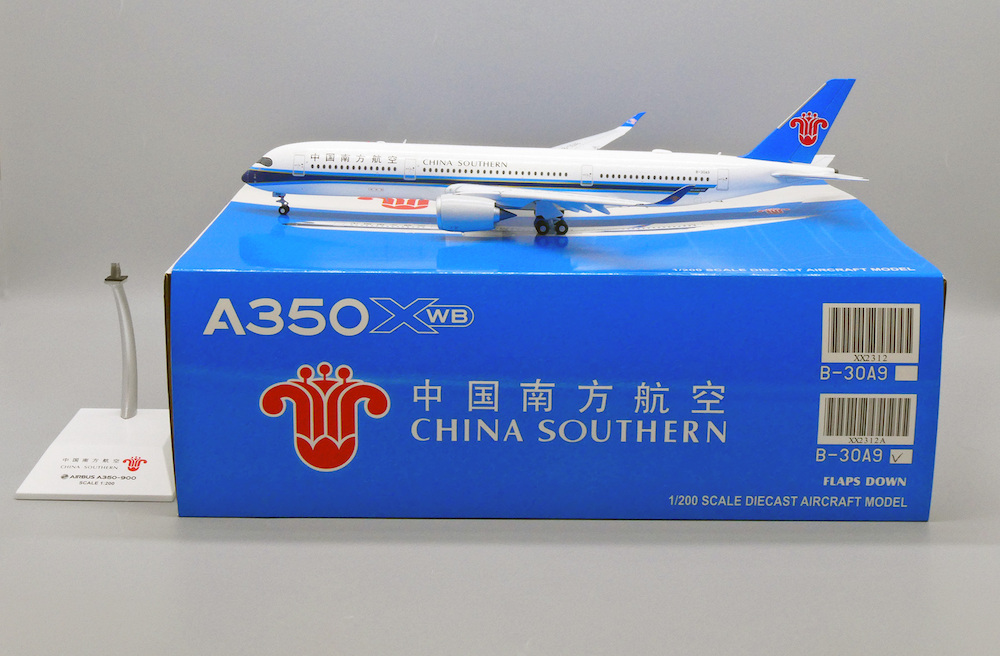 中国南方航空 CHINA SOUTHERN
1/200 SCALE DIECAST AIRCRAFT MODEL
A350XWB
中国南方航空
CHINA SOUTHERN
XX2312
B-30A9
XX2312A
B-30A9 ✓
FLAPS DOWN
1/200 SCALE DIECAST AIRCRAFT MODEL
中国南方航空
CHINA SOUTHERN
AIRBUS A350-900
SCALE 1:200